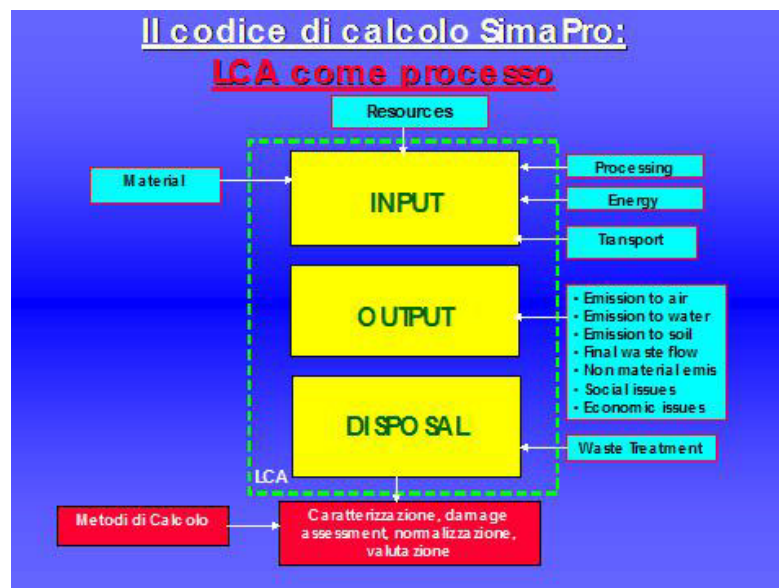 Il codice di calcolo SimaPro:
LCA come processo
Resources
Material
INPUT
Processing
Energy
Transport
OUTPUT
• Emission to air
• Emission to water
• Emission to soil
• Final waste flow
• Non material emis
• Social issues
• Economic issues
DISPOSAL
Waste Treatment
LCA
Metodi di Calcolo
Caratterizzazione, damage
assessment, normalizzazione,
valutazione